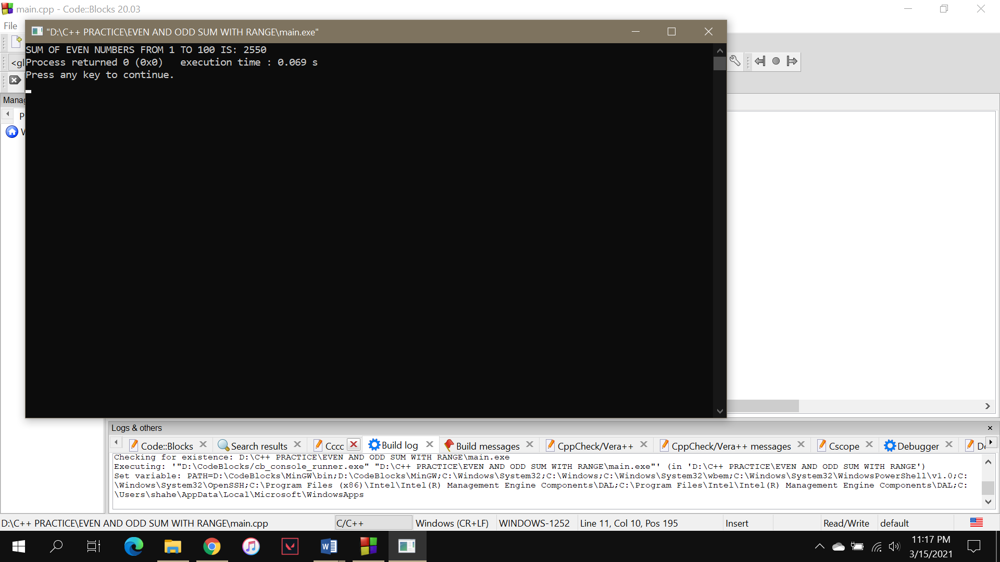 main.cpp - Code::Blocks 20.03
File
"D:\C++ PRACTICE\EVEN AND ODD SUM WITH RANGE\main.exe"
SUM OF EVEN NUMBERS FROM 1 TO 100 IS: 2550
Process returned 0 (0x0)   execution time : 0.069 s
Press any key to continue.
<gl
Manag
P
W
Logs & others
Code::Blocks
Search results
Cccc
Build log
Build messages
CppCheck/Vera++
CppCheck/Vera++ messages
Cscope
Debugger
Checking for existence: D:\C++ PRACTICE\EVEN AND ODD SUM WITH RANGE\main.exe
Executing: '"D:\CodeBlocks/cb_console_runner.exe" "D:\C++ PRACTICE\EVEN AND ODD SUM WITH RANGE\main.exe"' (in 'D:\C++ PRACTICE\EVEN AND ODD SUM WITH RANGE')
Set variable: PATH=D:\CodeBlocks\MinGW\bin;D:\CodeBlocks\MinGW;C:\Windows\System32;C:\Windows;C:\Windows\System32\wbem;C:\Windows\System32\WindowsPowerShell\v1.0;C:
\Windows\System32\OpenSSH;C:\Program Files (x86)\Intel\Intel(R) Management Engine Components\DAL;C:\Program Files\Intel\Intel(R) Management Engine Components\DAL;C:
\Users\shahe\AppData\Local\Microsoft\WindowsApps
D:\C++ PRACTICE\EVEN AND ODD SUM WITH RANGE\main.cpp
C/C++
Windows (CR+LF)
WINDOWS-1252
Line 11, Col 10, Pos 195
Insert
Read/Write
default
11:17 PM
3/15/2021